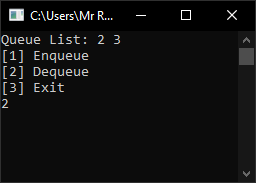 C:\Users\Mr R...
Queue List: 2 3
[1] Enqueue
[2] Dequeue
[3] Exit
2